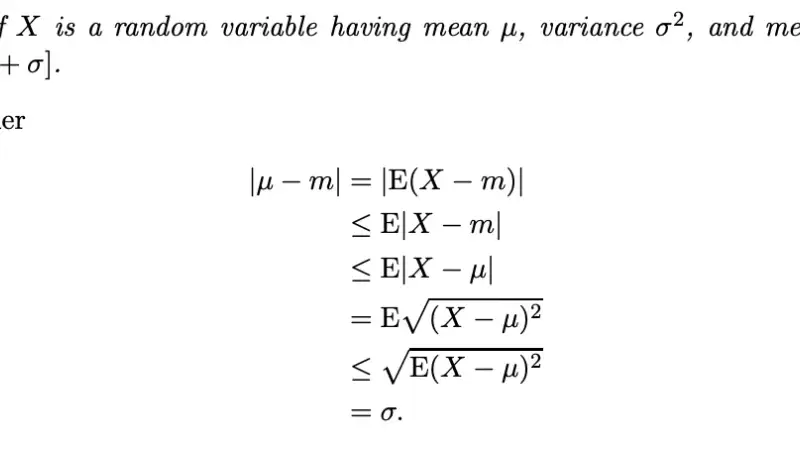 f X is a random variable having mean μ, variance σ², and me
+ σ].
er
|μ − m| = |E(X − m)|
≤ E|X − m|
≤ E|X − μ|
= E√(X − μ)²
≤ √E(X − μ)²
= σ.